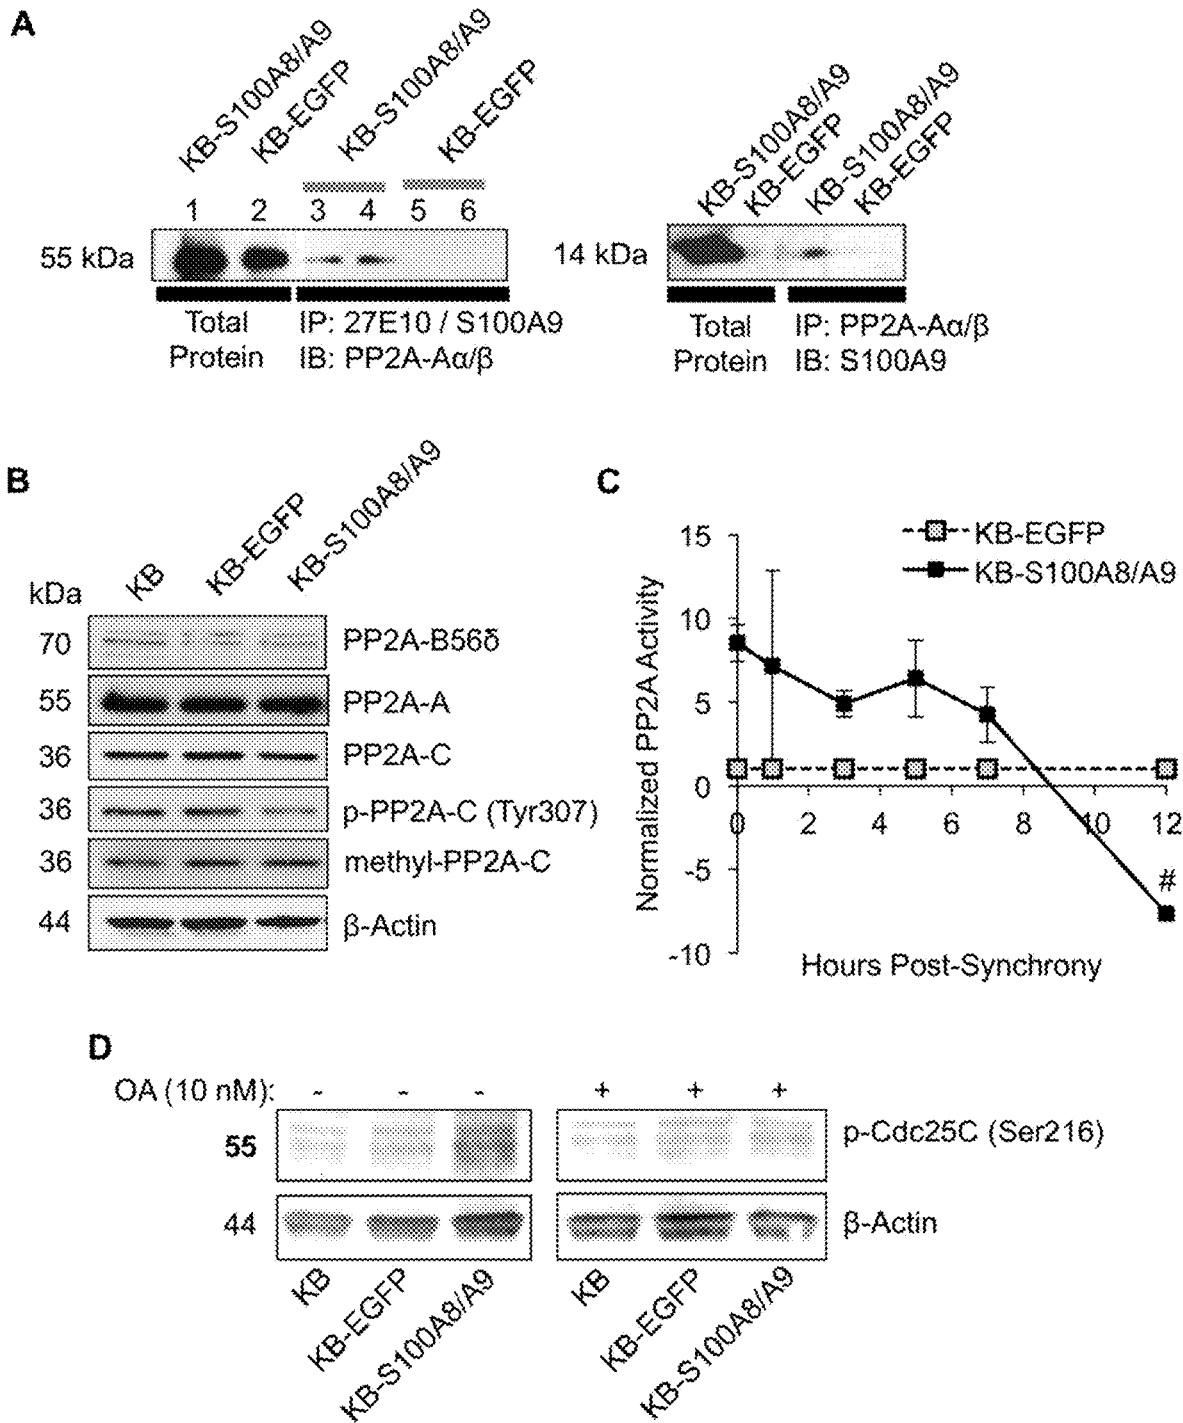 A
KB-S100A8/A9
KB-EGFP
KB-S100A8/A9
KB-EGFP
1 2 3 4 5 6
55 kDa
Total Protein
IP: 27E10 / S100A9
IB: PP2A-Aα/β
KB-S100A8/A9
KB-EGFP
KB-S100A8/A9
KB-EGFP
14 kDa
Total Protein
IP: PP2A-Aα/β
IB: S100A9
B
KB
KB-EGFP
KB-S100A8/A9
kDa
70 PP2A-B56δ
55 PP2A-A
36 PP2A-C
36 p-PP2A-C (Tyr307)
36 methyl-PP2A-C
44 β-Actin
C
KB-EGFP
KB-S100A8/A9
Normalized PP2A Activity
15
10
5
0
-5
-10
0 2 4 6 8 10 12
#
Hours Post-Synchrony
D
OA (10 nM): - - - + + +
55 p-Cdc25C (Ser216)
44 β-Actin
KB
KB-EGFP
KB-S100A8/A9
KB
KB-EGFP
KB-S100A8/A9